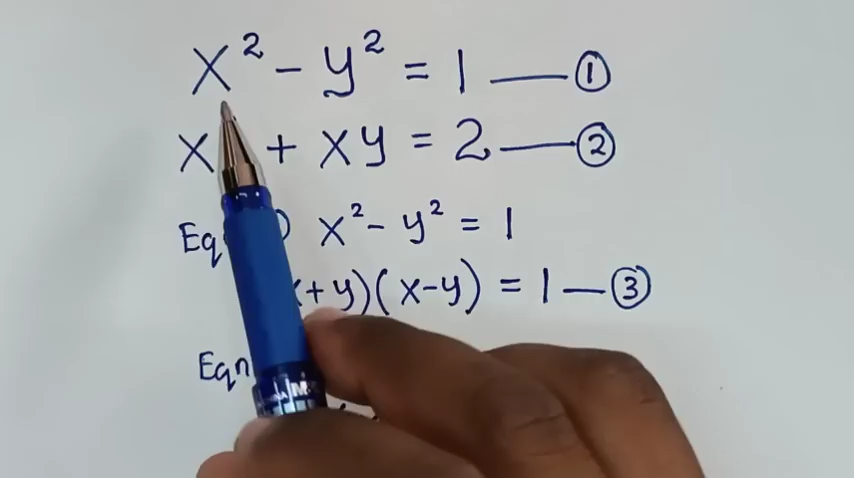 x² - y² = 1 —— ①
x + xy = 2 —— ②
Eq x² - y² = 1
+y)(x-y) = 1 — ③
Eqn